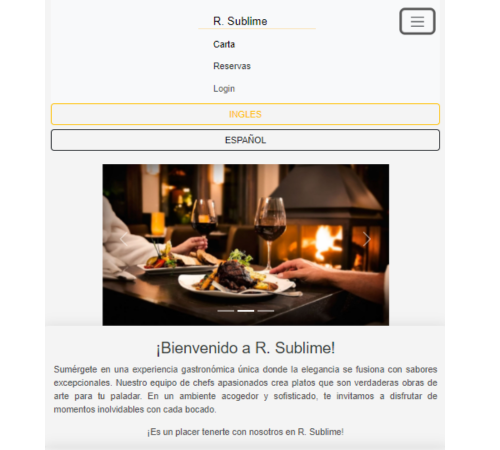 R. Sublime
Carta
Reservas
Login
INGLES
ESPAÑOL
¡Bienvenido a R. Sublime!
Sumérgete en una experiencia gastronómica única donde la elegancia se fusiona con sabores
excepcionales. Nuestro equipo de chefs apasionados crea platos que son verdaderas obras de
arte para tu paladar. En un ambiente acogedor y sofisticado, te invitamos a disfrutar de
momentos inolvidables con cada bocado.
¡Es un placer tenerte con nosotros en R. Sublime!